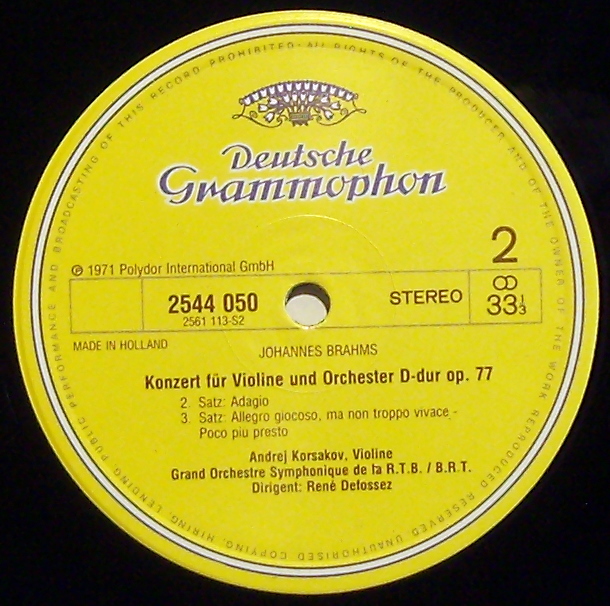 Deutsche
Grammophon
2
℗ 1971 Polydor International GmbH
2544 050
2561 113-S2
STEREO
33⅓
MADE IN HOLLAND
JOHANNES BRAHMS
Konzert für Violine und Orchester D-dur op. 77
2. Satz: Adagio
3. Satz: Allegro giocoso, ma non troppo vivace -
Poco più presto
Andrej Korsakov, Violine
Grand Orchestre Symphonique de la R.T.B. / B.R.T.
Dirigent: René Defossez
ALL RIGHTS OF THE PRODUCER AND OF THE OWNER OF THE WORK REPRODUCED RESERVED UNAUTHORISED COPYING, HIRING, LENDING, PUBLIC PERFORMANCE AND BROADCASTING OF THIS RECORD PROHIBITED ·